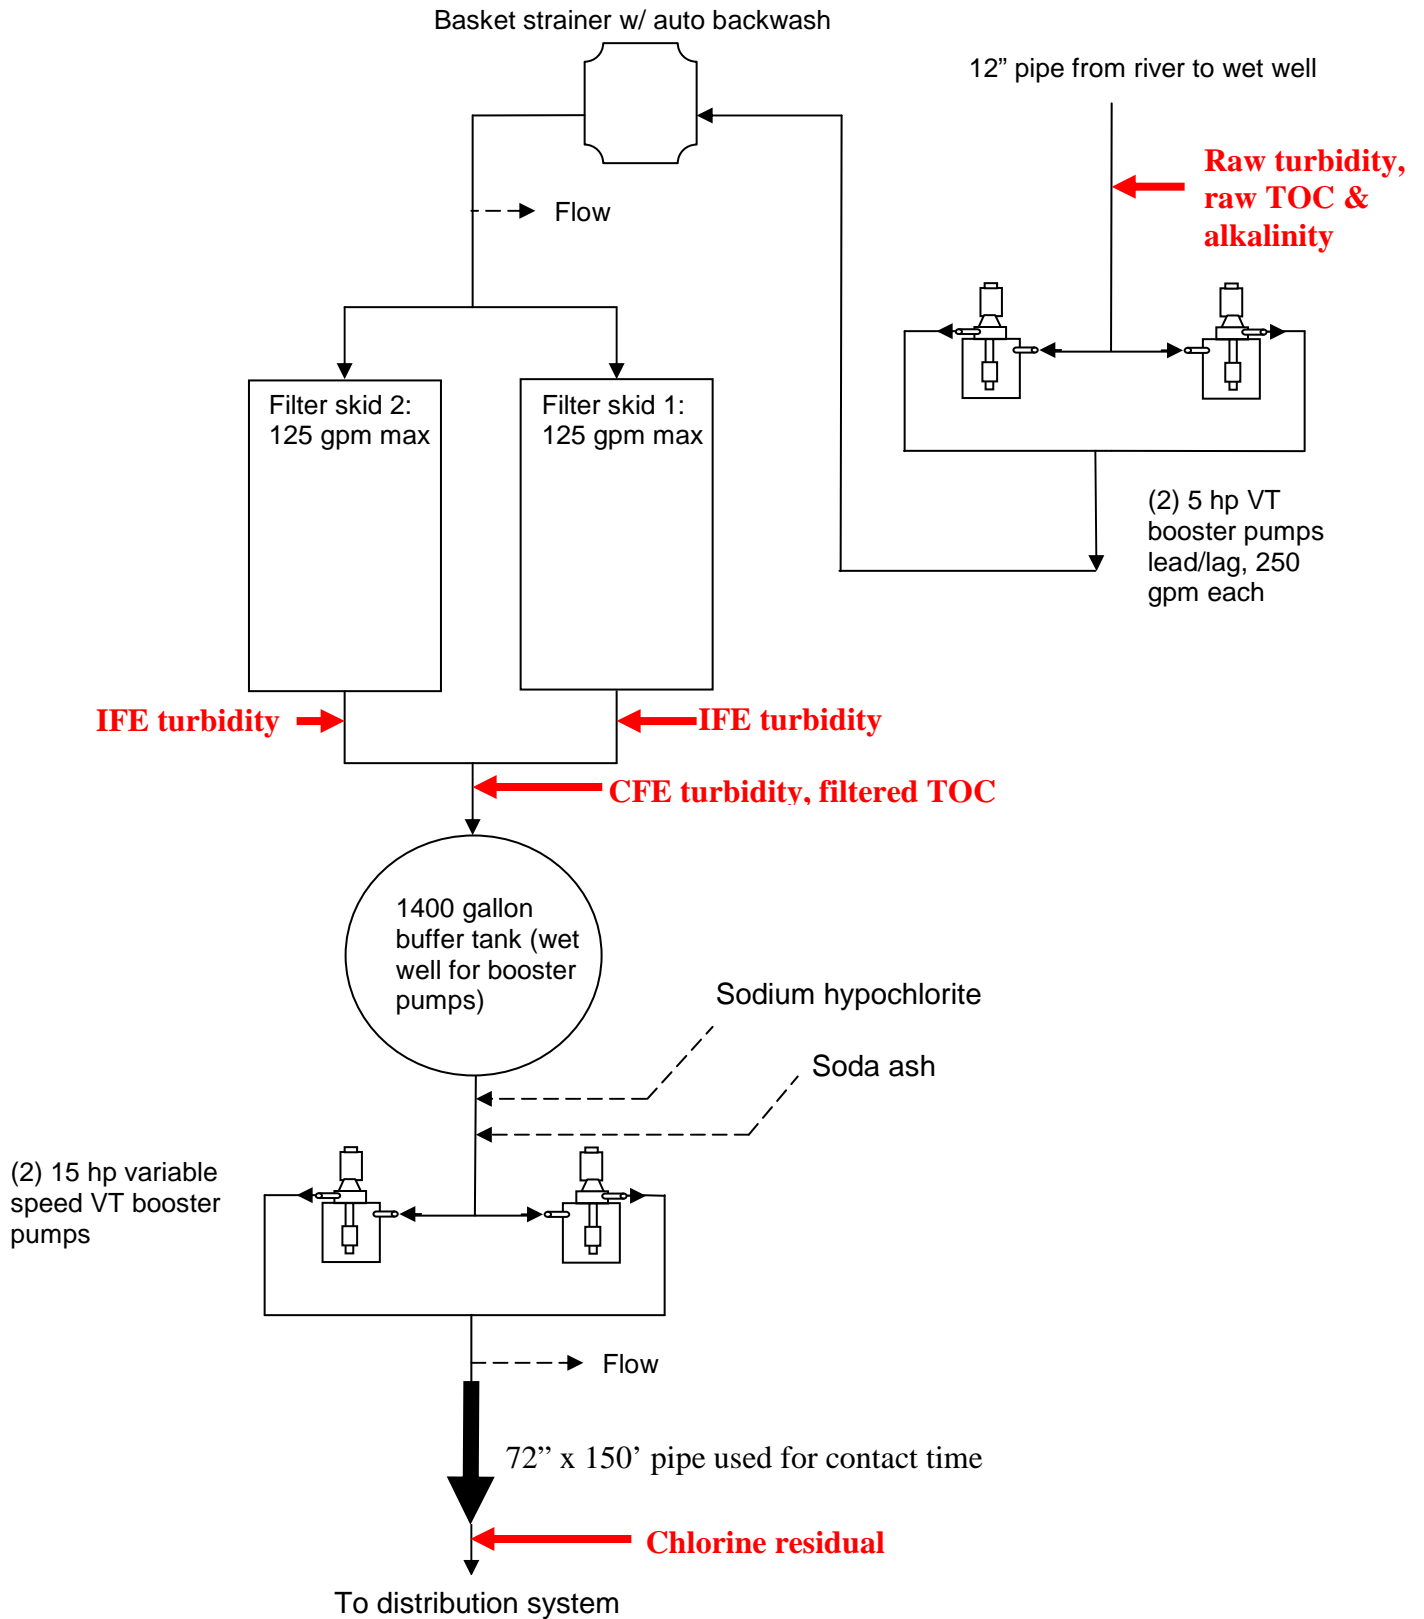 Basket strainer w/ auto backwash
12” pipe from river to wet well
Raw turbidity,
raw TOC &
alkalinity
Flow
Filter skid 2:
125 gpm max
Filter skid 1:
125 gpm max
(2) 5 hp VT
booster pumps
lead/lag, 250
gpm each
IFE turbidity
IFE turbidity
CFE turbidity, filtered TOC
1400 gallon
buffer tank (wet
well for booster
pumps)
Sodium hypochlorite
Soda ash
(2) 15 hp variable
speed VT booster
pumps
Flow
72” x 150’ pipe used for contact time
Chlorine residual
To distribution system